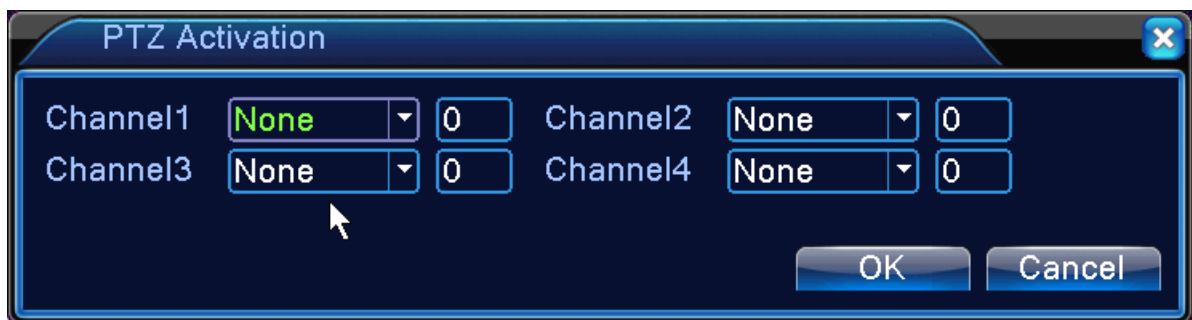 PTZ Activation
Channel1 None 0 Channel2 None 0
Channel3 None 0 Channel4 None 0
OK Cancel